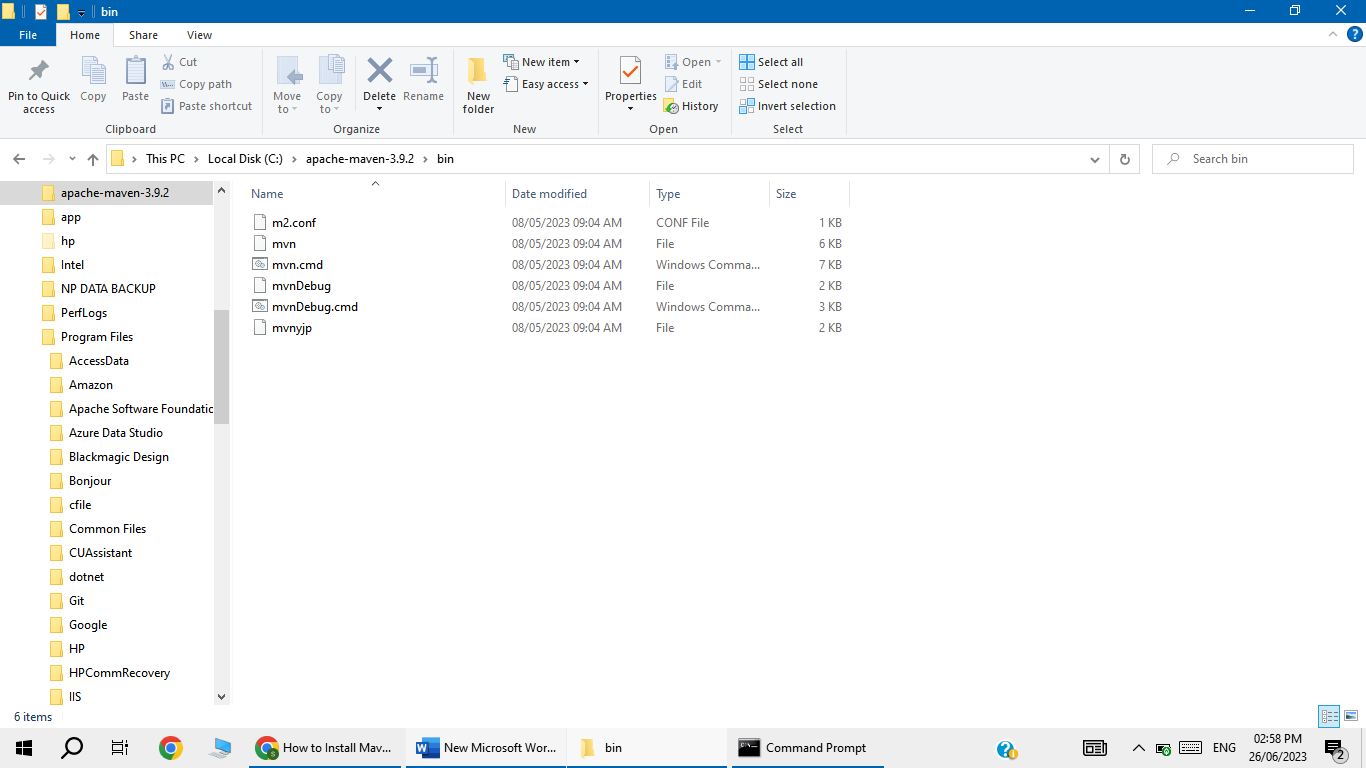 bin
File Home Share View
Pin to Quick access
Copy
Paste
Cut
Copy path
Paste shortcut
Clipboard
Move to
Copy to
Delete
Rename
Organize
New folder
New item
Easy access
New
Properties
Open
Edit
History
Open
Select all
Select none
Invert selection
Select
This PC > Local Disk (C:) > apache-maven-3.9.2 > bin
Search bin
apache-maven-3.9.2
app
hp
Intel
NP DATA BACKUP
PerfLogs
Program Files
AccessData
Amazon
Apache Software Foundatio
Azure Data Studio
Blackmagic Design
Bonjour
cfile
Common Files
CUAssistant
dotnet
Git
Google
HP
HPCommRecovery
IIS
Name Date modified Type Size
m2.conf 08/05/2023 09:04 AM CONF File 1 KB
mvn 08/05/2023 09:04 AM File 6 KB
mvn.cmd 08/05/2023 09:04 AM Windows Comma... 7 KB
mvnDebug 08/05/2023 09:04 AM File 2 KB
mvnDebug.cmd 08/05/2023 09:04 AM Windows Comma... 3 KB
mvnyjp 08/05/2023 09:04 AM File 2 KB
6 items
How to Install Mav...
New Microsoft Wor...
bin
Command Prompt
ENG
02:58 PM
26/06/2023
2